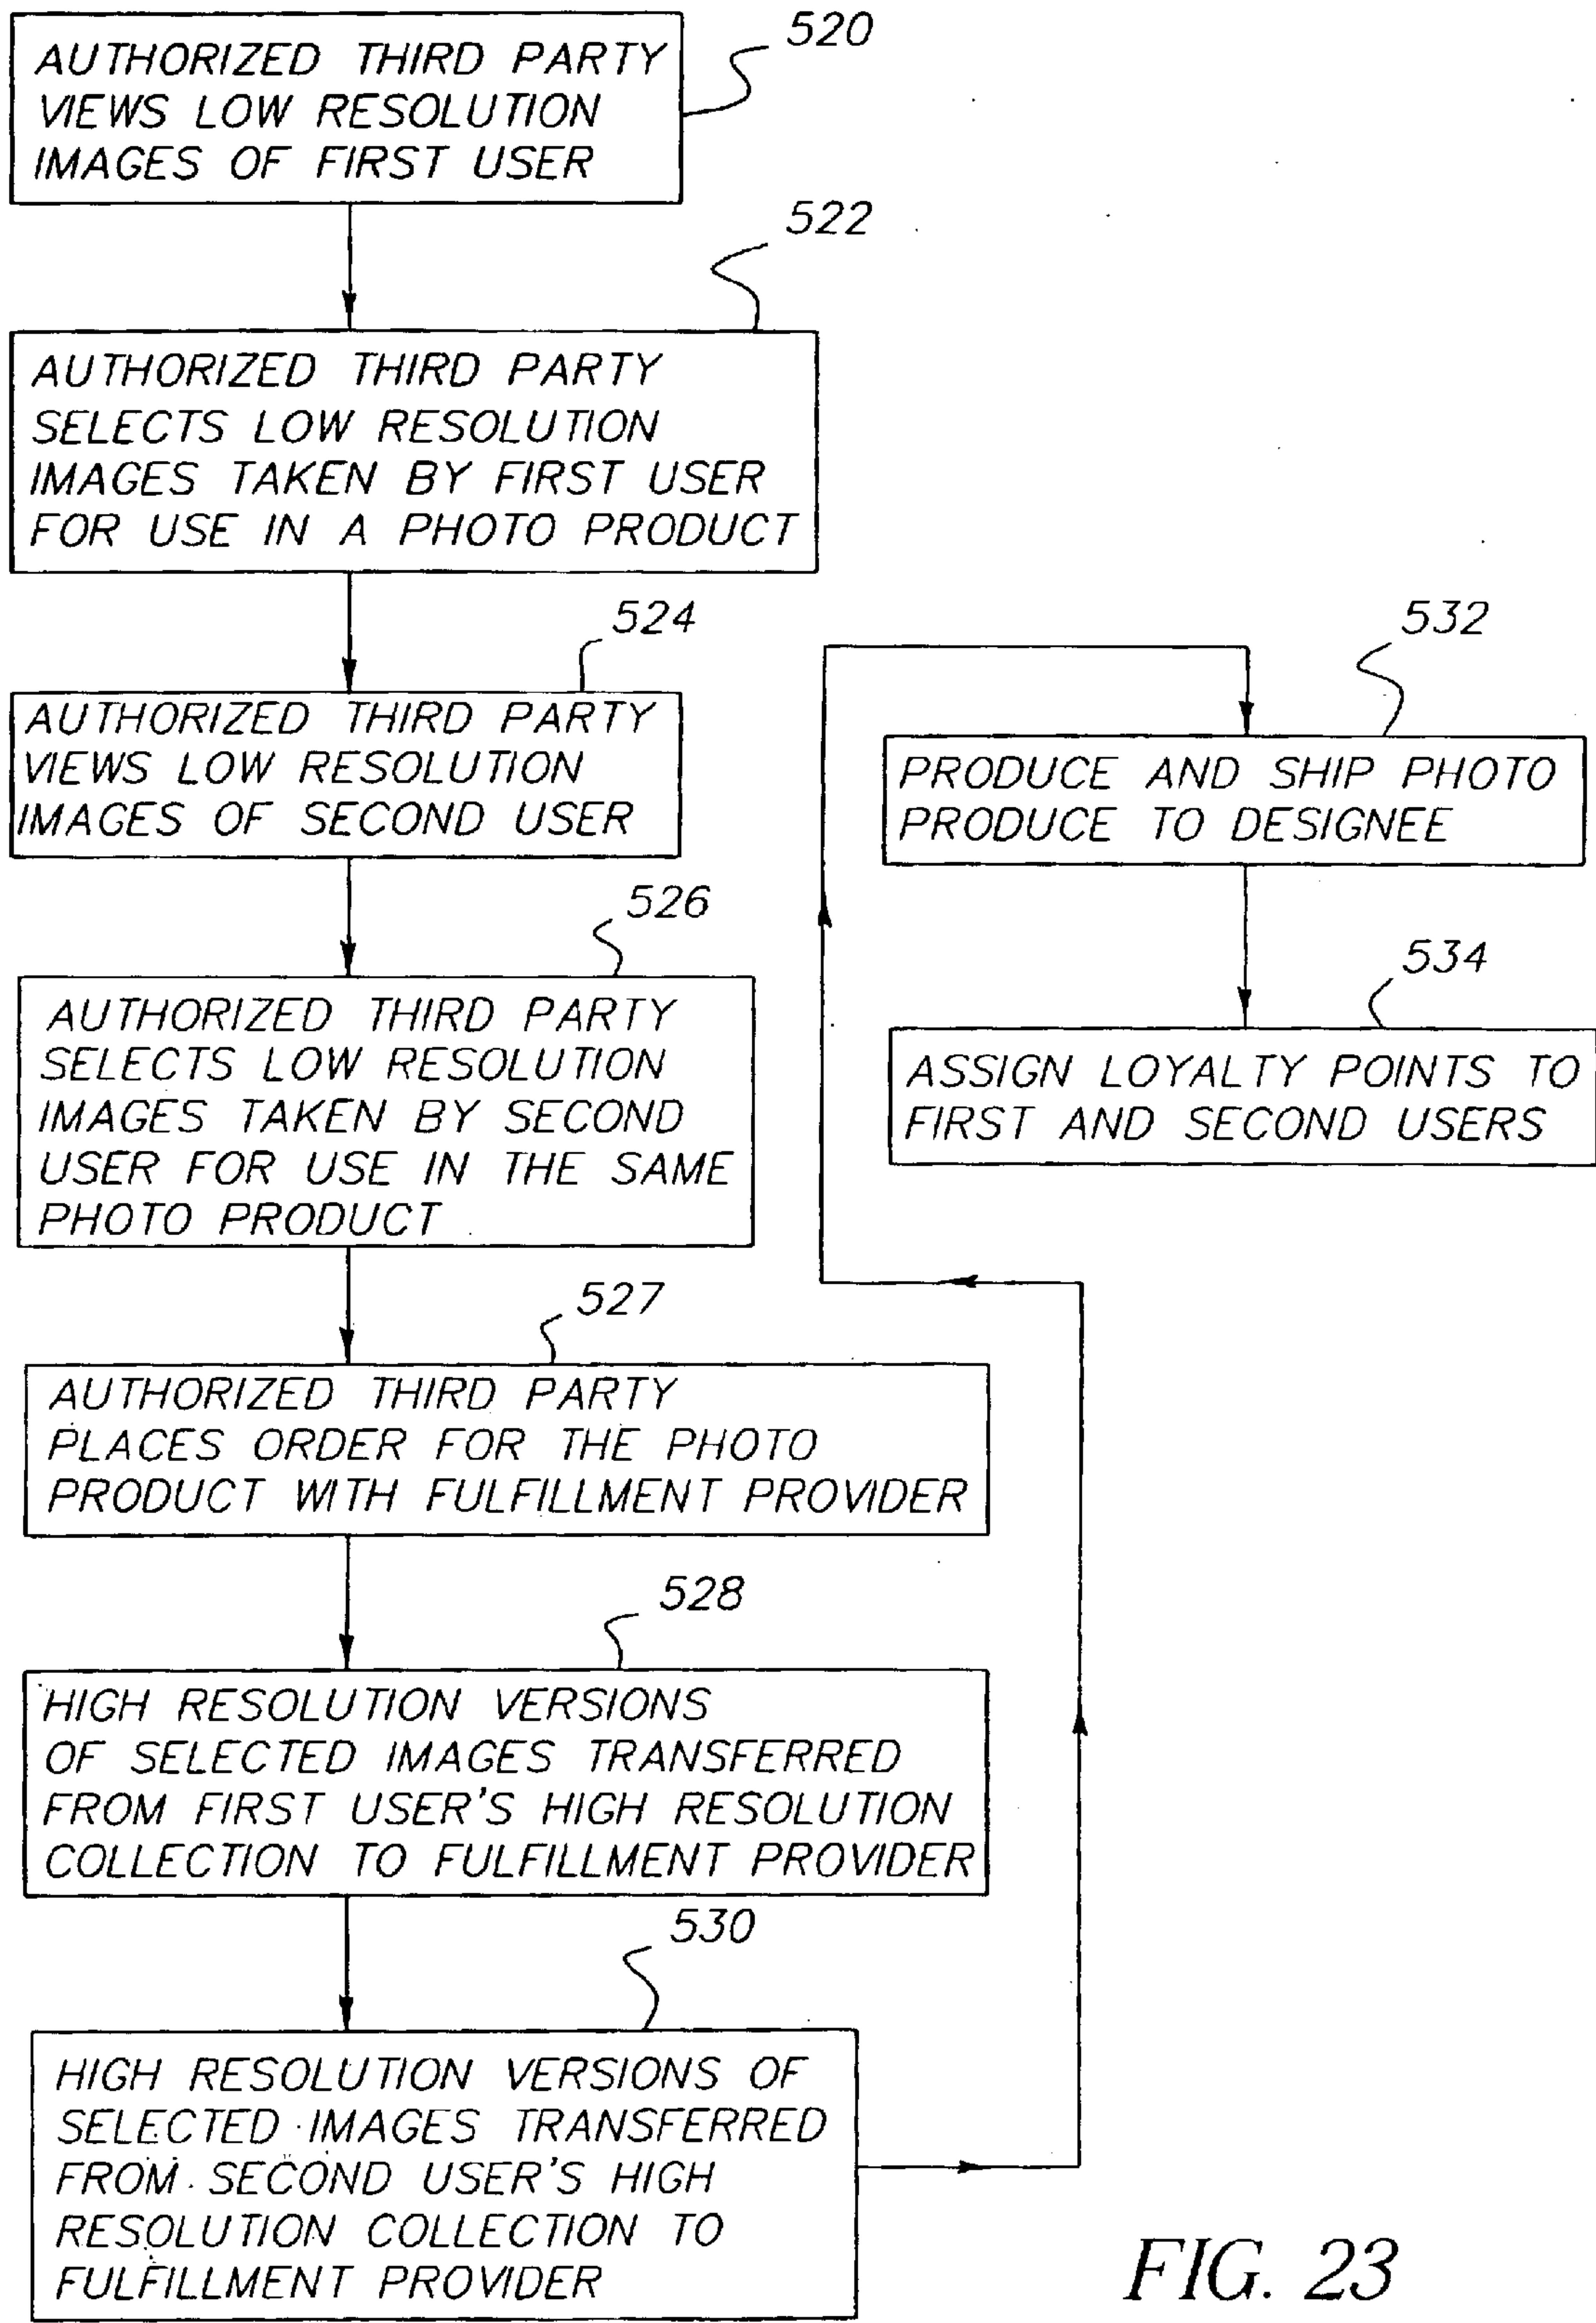 520
AUTHORIZED THIRD PARTY
VIEWS LOW RESOLUTION
IMAGES OF FIRST USER
522
AUTHORIZED THIRD PARTY
SELECTS LOW RESOLUTION
IMAGES TAKEN BY FIRST USER
FOR USE IN A PHOTO PRODUCT
524
AUTHORIZED THIRD PARTY
VIEWS LOW RESOLUTION
IMAGES OF SECOND USER
526
AUTHORIZED THIRD PARTY
SELECTS LOW RESOLUTION
IMAGES TAKEN BY SECOND
USER FOR USE IN THE SAME
PHOTO PRODUCT
527
AUTHORIZED THIRD PARTY
PLACES ORDER FOR THE PHOTO
PRODUCT WITH FULFILLMENT PROVIDER
528
HIGH RESOLUTION VERSIONS
OF SELECTED IMAGES TRANSFERRED
FROM FIRST USER'S HIGH RESOLUTION
COLLECTION TO FULFILLMENT PROVIDER
530
HIGH RESOLUTION VERSIONS OF
SELECTED IMAGES TRANSFERRED
FROM SECOND USER'S HIGH
RESOLUTION COLLECTION TO
FULFILLMENT PROVIDER
532
PRODUCE AND SHIP PHOTO
PRODUCE TO DESIGNEE
534
ASSIGN LOYALTY POINTS TO
FIRST AND SECOND USERS
FIG. 23